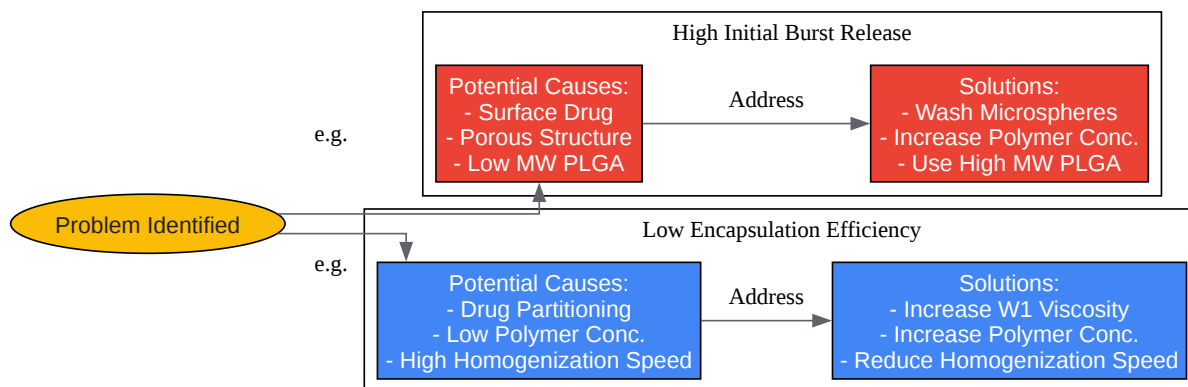 High Initial Burst Release
Potential Causes:
- Surface Drug
- Porous Structure
- Low MW PLGA
Address
Solutions:
- Wash Microspheres
- Increase Polymer Conc.
- Use High MW PLGA
e.g.
Problem Identified
e.g.
Low Encapsulation Efficiency
Potential Causes:
- Drug Partitioning
- Low Polymer Conc.
- High Homogenization Speed
Address
Solutions:
- Increase W1 Viscosity
- Increase Polymer Conc.
- Reduce Homogenization Speed